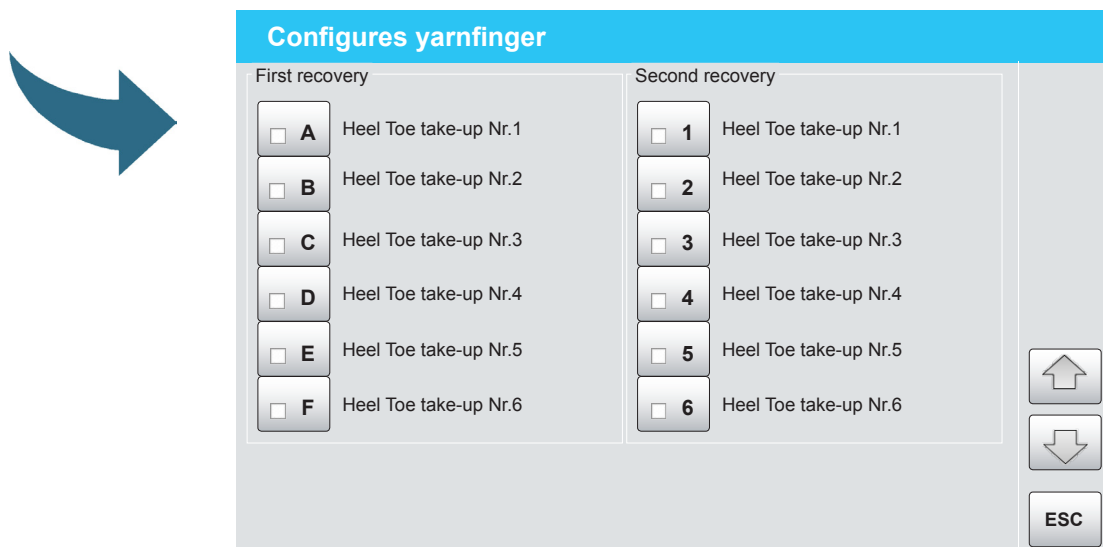 Configures yarnfinger
First recovery
A Heel Toe take-up Nr.1
B Heel Toe take-up Nr.2
C Heel Toe take-up Nr.3
D Heel Toe take-up Nr.4
E Heel Toe take-up Nr.5
F Heel Toe take-up Nr.6
Second recovery
1 Heel Toe take-up Nr.1
2 Heel Toe take-up Nr.2
3 Heel Toe take-up Nr.3
4 Heel Toe take-up Nr.4
5 Heel Toe take-up Nr.5
6 Heel Toe take-up Nr.6
ESC